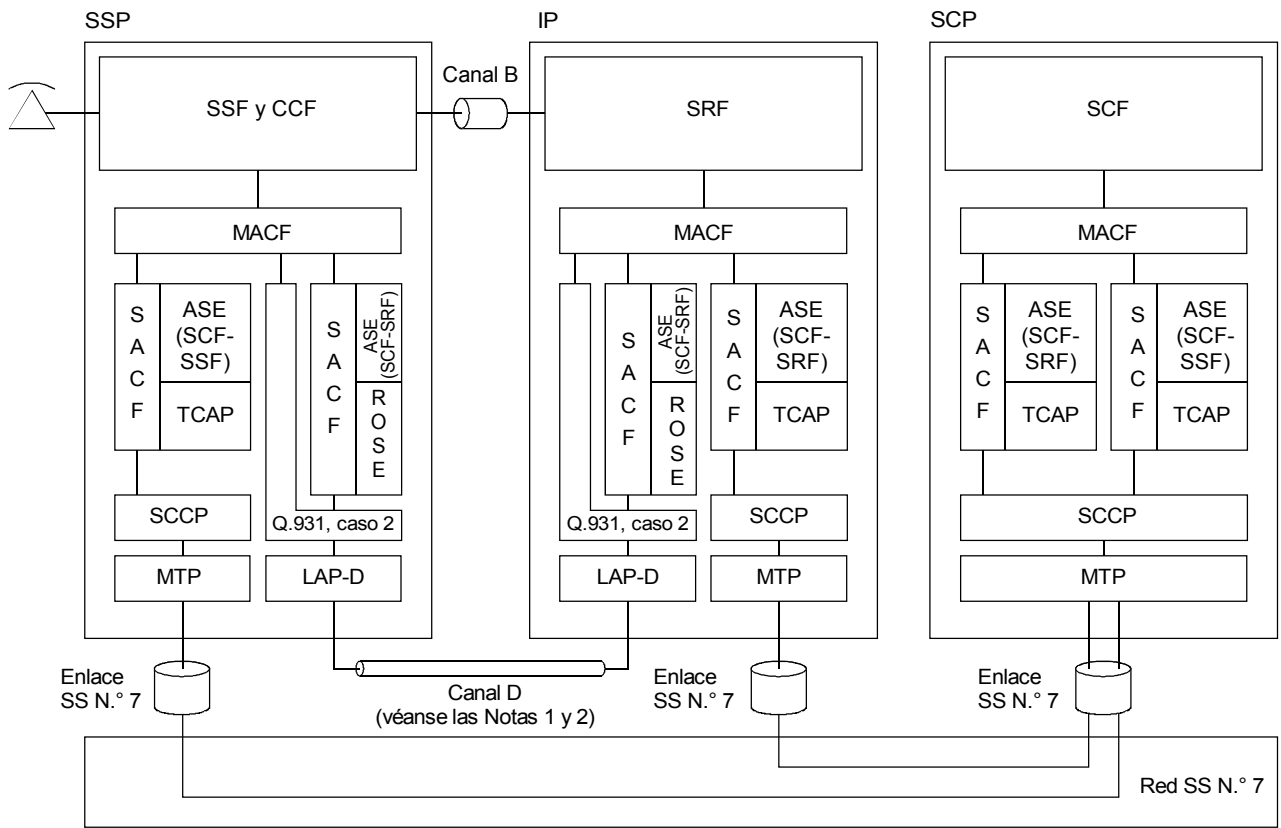 SSP
IP
SCP
Canal B
SSF y CCF
SRF
SCF
MACF
MACF
MACF
S
A
C
F
ASE
(SCF-
SSF)
TCAP
S
A
C
F
ASE
(SCF-SRF)
R
O
S
E
S
A
C
F
ASE
(SCF-SRF)
R
O
S
E
S
A
C
F
ASE
(SCF-
SRF)
TCAP
S
A
C
F
ASE
(SCF-
SRF)
TCAP
S
A
C
F
ASE
(SCF-
SSF)
TCAP
SCCP
Q.931, caso 2
Q.931, caso 2
SCCP
SCCP
MTP
LAP-D
LAP-D
MTP
MTP
Enlace
SS N.° 7
Canal D
(véanse las Notas 1 y 2)
Enlace
SS N.° 7
Enlace
SS N.° 7
Red SS N.° 7